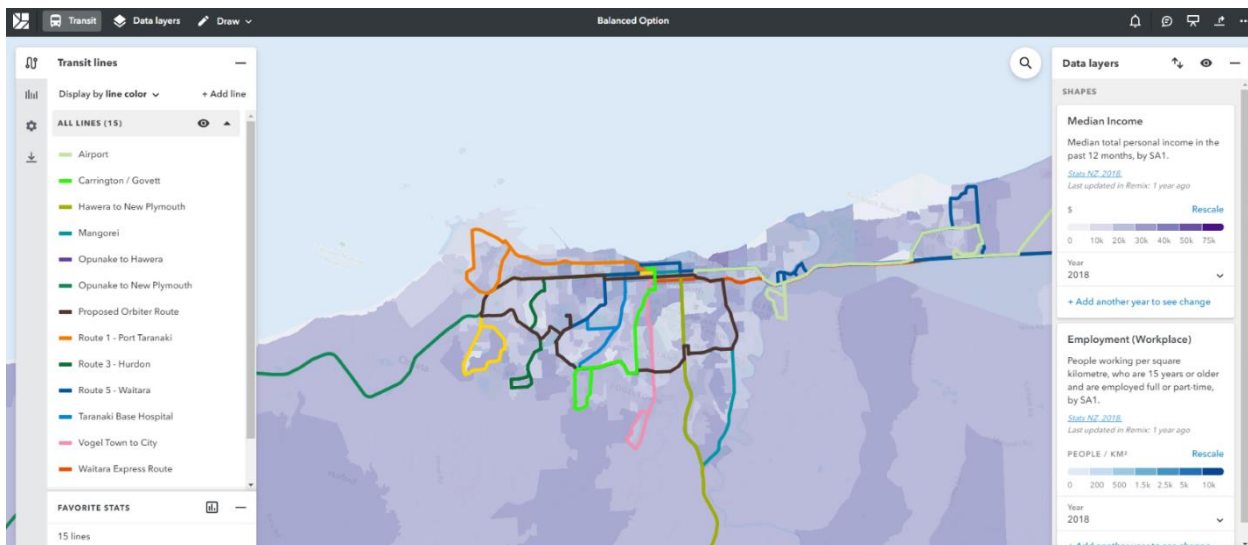 Transit
Data layers
Draw
Balanced Option
Transit lines
Display by line color
+ Add line
ALL LINES (15)
Airport
Carrington / Govett
Hawera to New Plymouth
Mangorei
Opunake to Hawera
Opunake to New Plymouth
Proposed Orbiter Route
Route 1 - Port Taranaki
Route 3 - Hurdon
Route 5 - Waitara
Taranaki Base Hospital
Vogel Town to City
Waitara Express Route
FAVORITE STATS
15 lines
Data layers
SHAPES
Median Income
Median total personal income in the
past 12 months, by SA1.
Stats NZ, 2018.
Last updated in Remix: 1 year ago
$ Rescale
0 10k 20k 30k 40k 50k 75k
Year
2018
+ Add another year to see change
Employment (Workplace)
People working per square
kilometre, who are 15 years or older
and are employed full or part-time,
by SA1.
Stats NZ, 2018.
Last updated in Remix: 1 year ago
PEOPLE / KM² Rescale
0 200 500 1.5k 2.5k 5k 10k
Year
2018
+ Add another year to see change